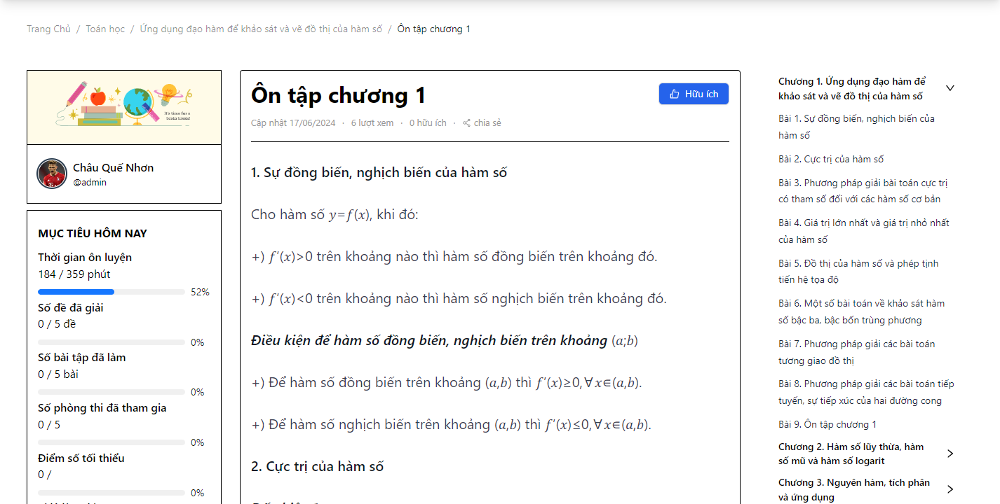 Trang Chủ / Toán học / Ứng dụng đạo hàm để khảo sát và vẽ đồ thị của hàm số / Ôn tập chương 1
It's time for a
brain break!
Châu Quế Nhơn
@admin
MỤC TIÊU HÔM NAY
Thời gian ôn luyện
184 / 359 phút
52%
Số đề đã giải
0 / 5 đề
0%
Số bài tập đã làm
0 / 5 bài
0%
Số phòng thi đã tham gia
0 / 5
0%
Điểm số tối thiểu
0 /
0%
Ôn tập chương 1
Hữu ích
Cập nhật 17/06/2024 · 6 lượt xem · 0 hữu ích · chia sẻ
1. Sự đồng biến, nghịch biến của hàm số
Cho hàm số y=f(x), khi đó:
+) f′(x)>0 trên khoảng nào thì hàm số đồng biến trên khoảng đó.
+) f′(x)<0 trên khoảng nào thì hàm số nghịch biến trên khoảng đó.
Điều kiện để hàm số đồng biến, nghịch biến trên khoảng (a;b)
+) Để hàm số đồng biến trên khoảng (a,b) thì f′(x)≥0,∀x∈(a,b).
+) Để hàm số nghịch biến trên khoảng (a,b) thì f′(x)≤0,∀x∈(a,b).
2. Cực trị của hàm số
Chương 1. Ứng dụng đạo hàm để
khảo sát và vẽ đồ thị của hàm số
Bài 1. Sự đồng biến, nghịch biến của
hàm số
Bài 2. Cực trị của hàm số
Bài 3. Phương pháp giải bài toán cực trị
có tham số đối với các hàm số cơ bản
Bài 4. Giá trị lớn nhất và giá trị nhỏ nhất
của hàm số
Bài 5. Đồ thị của hàm số và phép tịnh
tiến hệ tọa độ
Bài 6. Một số bài toán về khảo sát hàm
số bậc ba, bậc bốn trùng phương
Bài 7. Phương pháp giải các bài toán
tương giao đồ thị
Bài 8. Phương pháp giải các bài toán tiếp
tuyến, sự tiếp xúc của hai đường cong
Bài 9. Ôn tập chương 1
Chương 2. Hàm số lũy thừa, hàm
số mũ và hàm số logarit
Chương 3. Nguyên hàm, tích phân
và ứng dụng